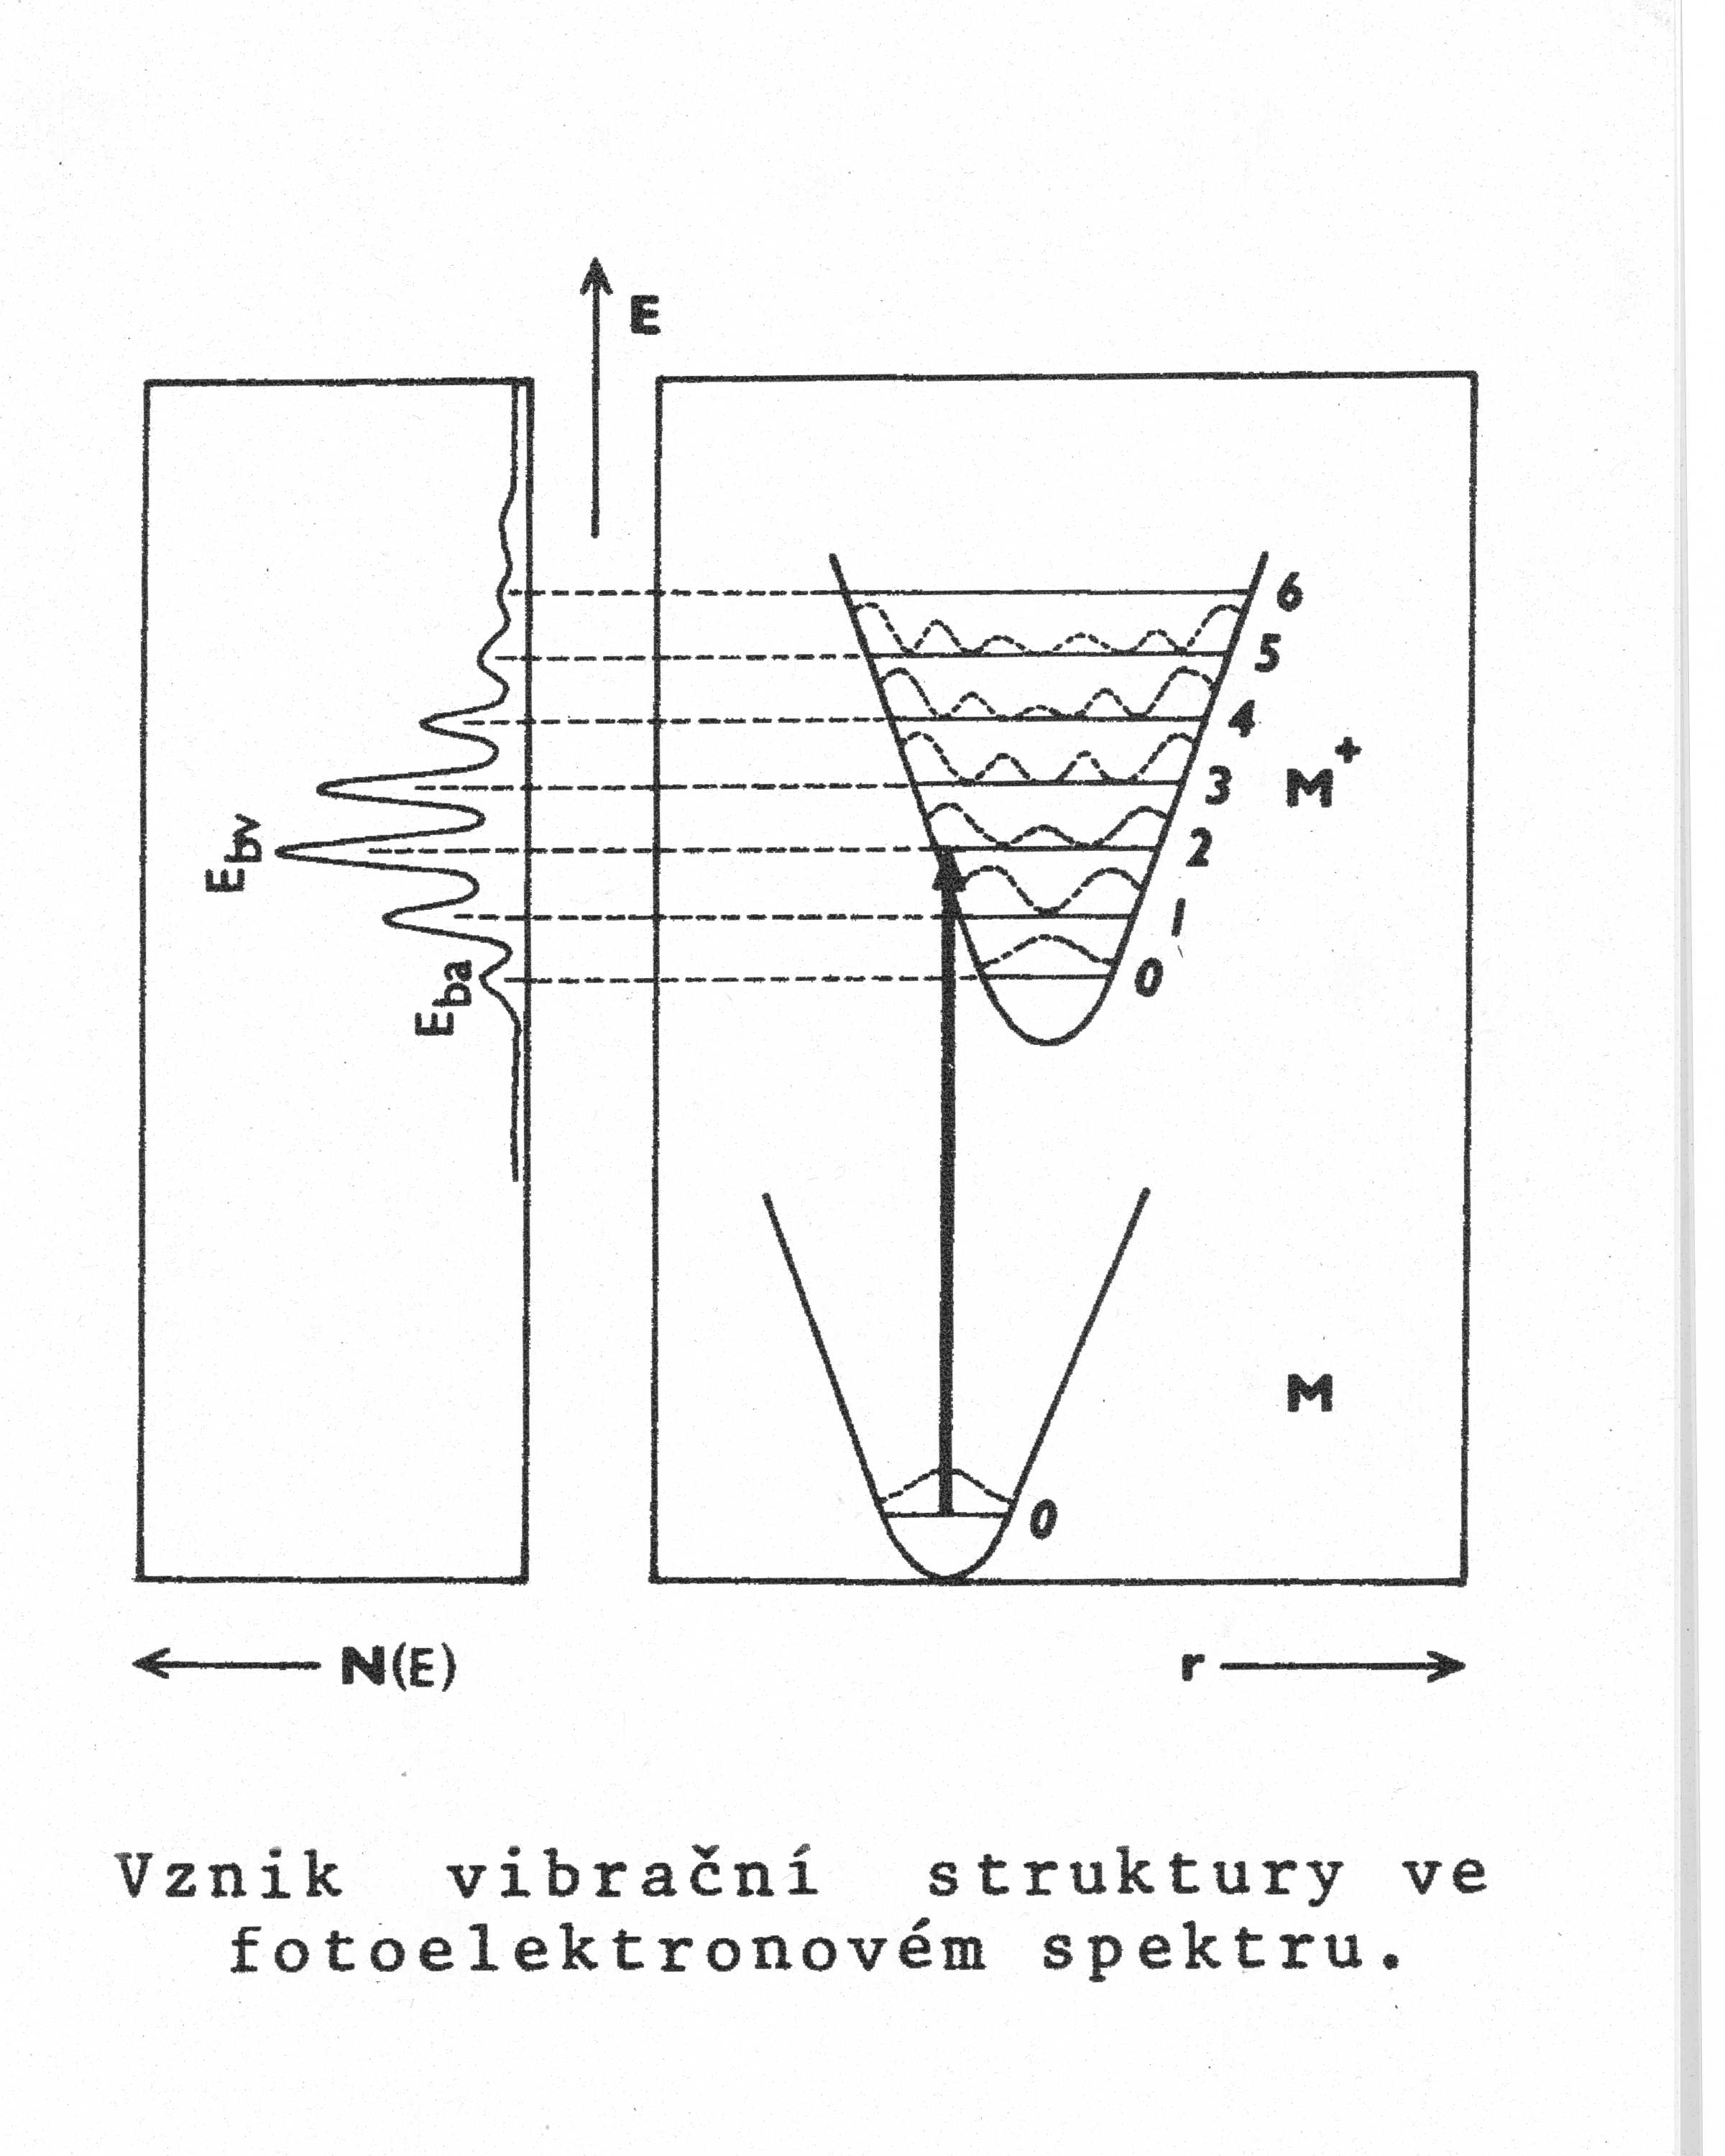 E
6
5
4
M+
3
Ebv
2
1
Eba
0
M
0
N(E)
r
Vznik vibrační struktury ve
fotoelektronovém spektru.